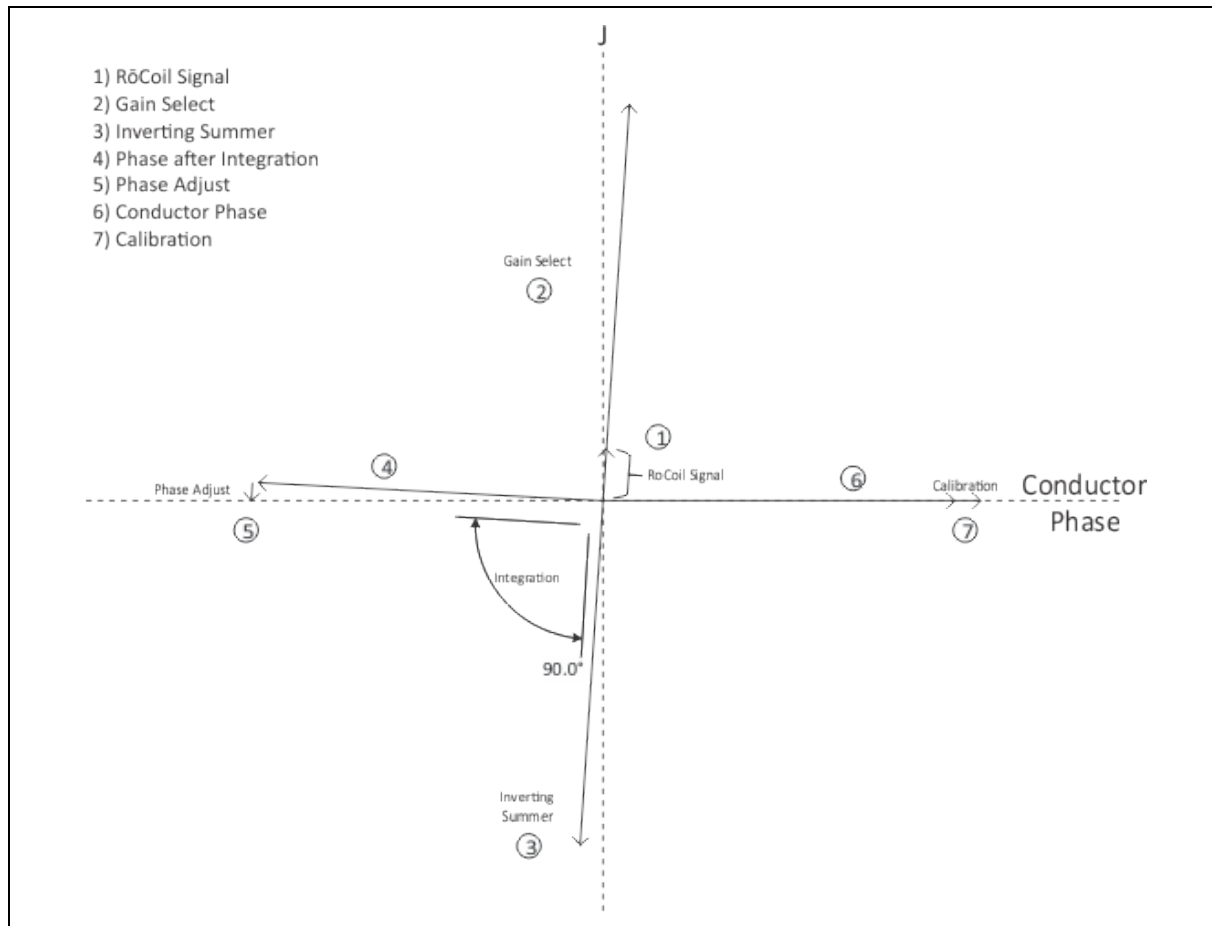 J
1) RōCoil Signal
2) Gain Select
3) Inverting Summer
4) Phase after Integration
5) Phase Adjust
6) Conductor Phase
7) Calibration
Gain Select
2
1
RoCoil Signal
4
6
Phase Adjust
Calibration
Conductor
Phase
5
7
Integration
90.0°
Inverting
Summer
3